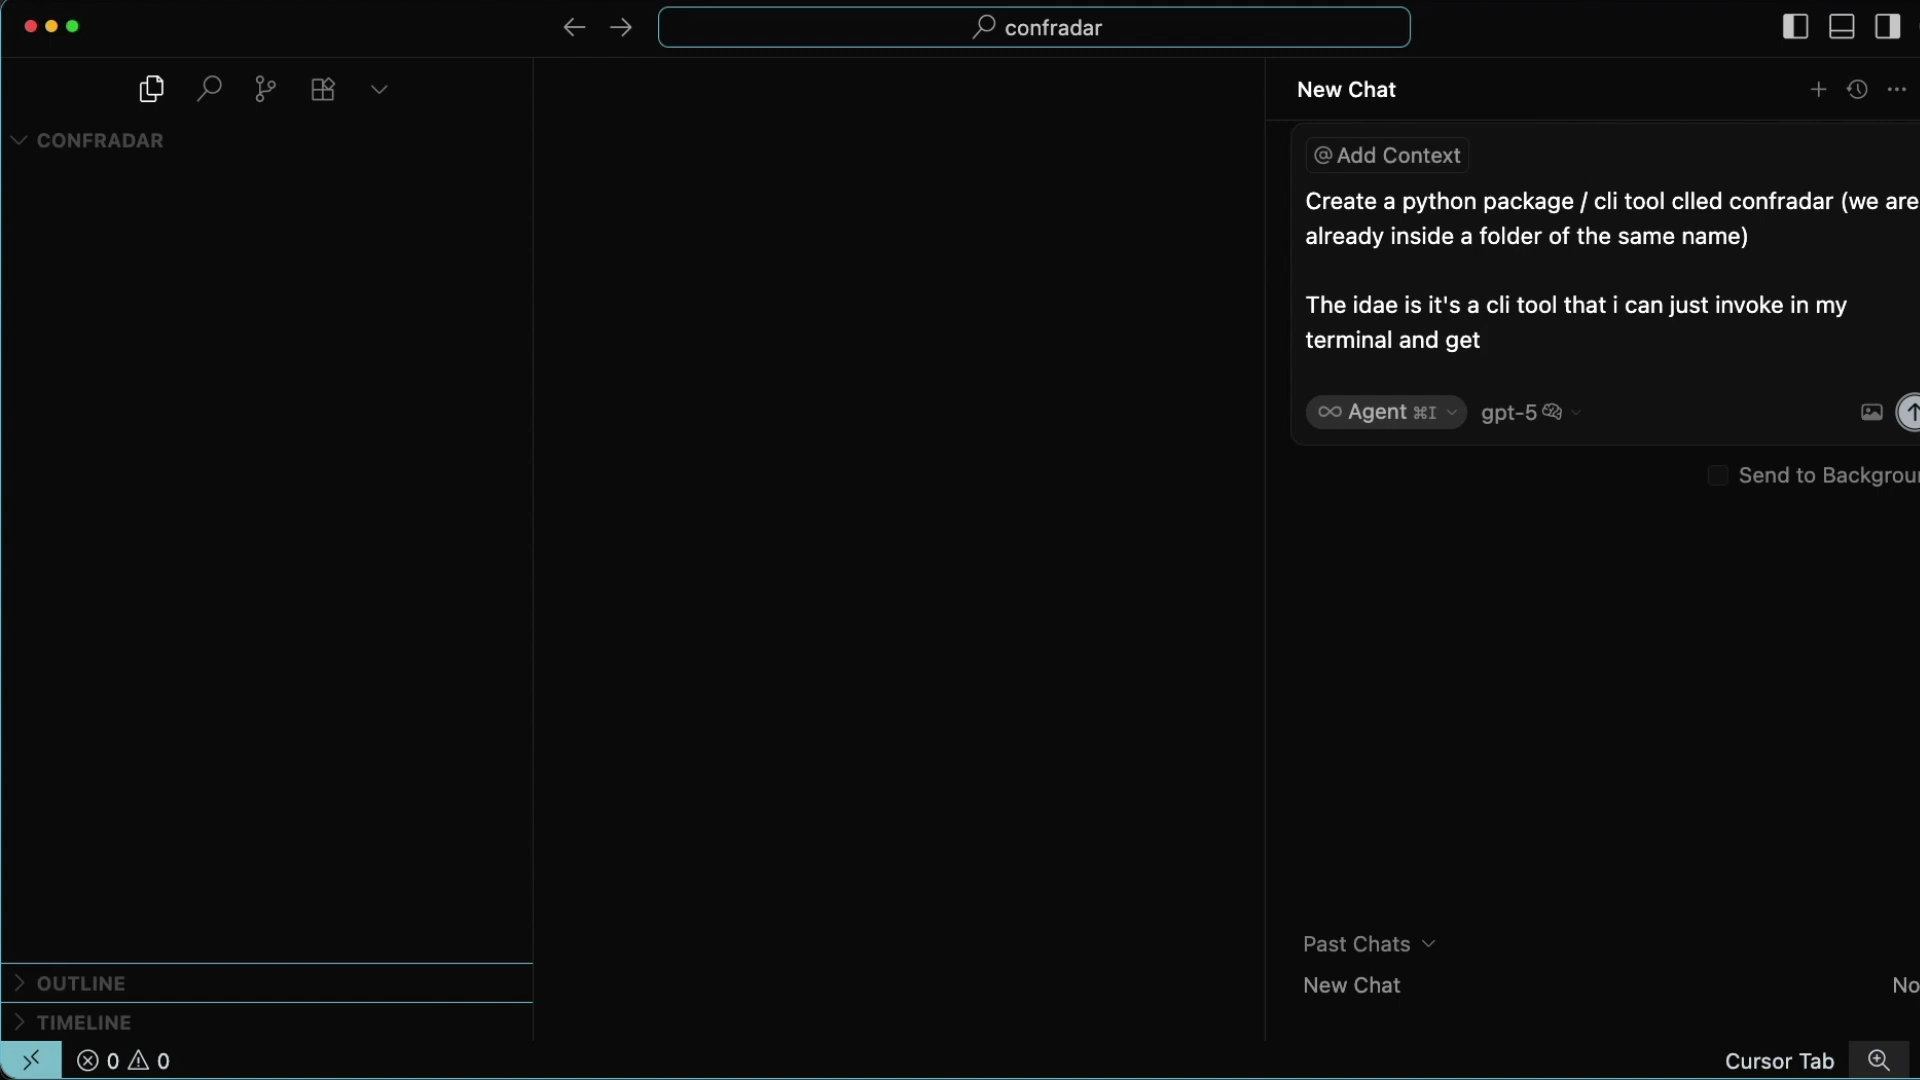 confradar
New Chat
CONFRADAR
@ Add Context
Create a python package / cli tool clled confradar (we are
already inside a folder of the same name)
The idae is it's a cli tool that i can just invoke in my
terminal and get
Agent ⌘I
gpt-5
Send to Backgroun
Past Chats
New Chat
No
OUTLINE
TIMELINE
0 0
Cursor Tab